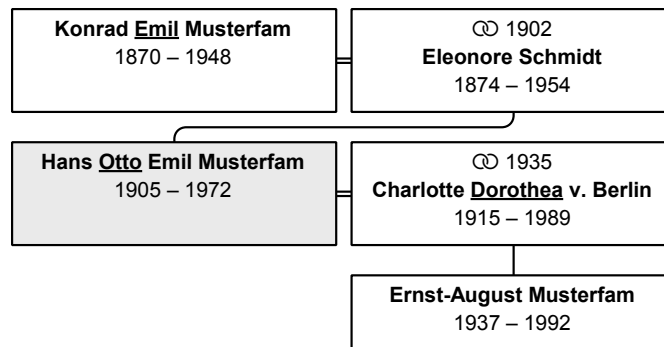 Konrad Emil Musterfam
1870 – 1948
⚭ 1902
Eleonore Schmidt
1874 – 1954
Hans Otto Emil Musterfam
1905 – 1972
⚭ 1935
Charlotte Dorothea v. Berlin
1915 – 1989
Ernst-August Musterfam
1937 – 1992